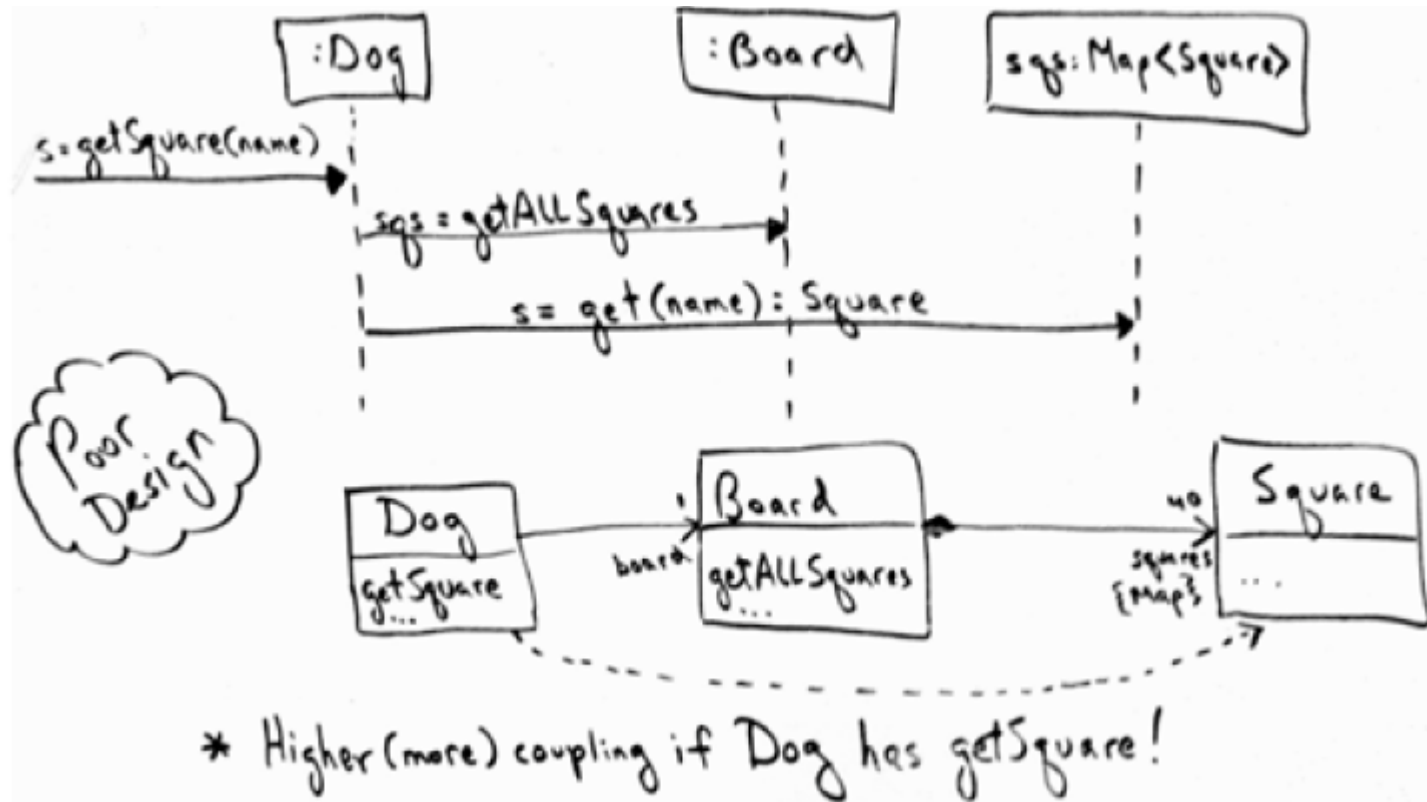 :Dog
:Board
sqs: Map<Square>
s=getSquare(name)
sqs = getALLSquares
s= get(name): Square
Poor
Design
Dog
getSquare
...
1
board
Board
getALLSquares
...
40
squares
{Map}
Square
...
* Higher (more) coupling if Dog has getSquare!